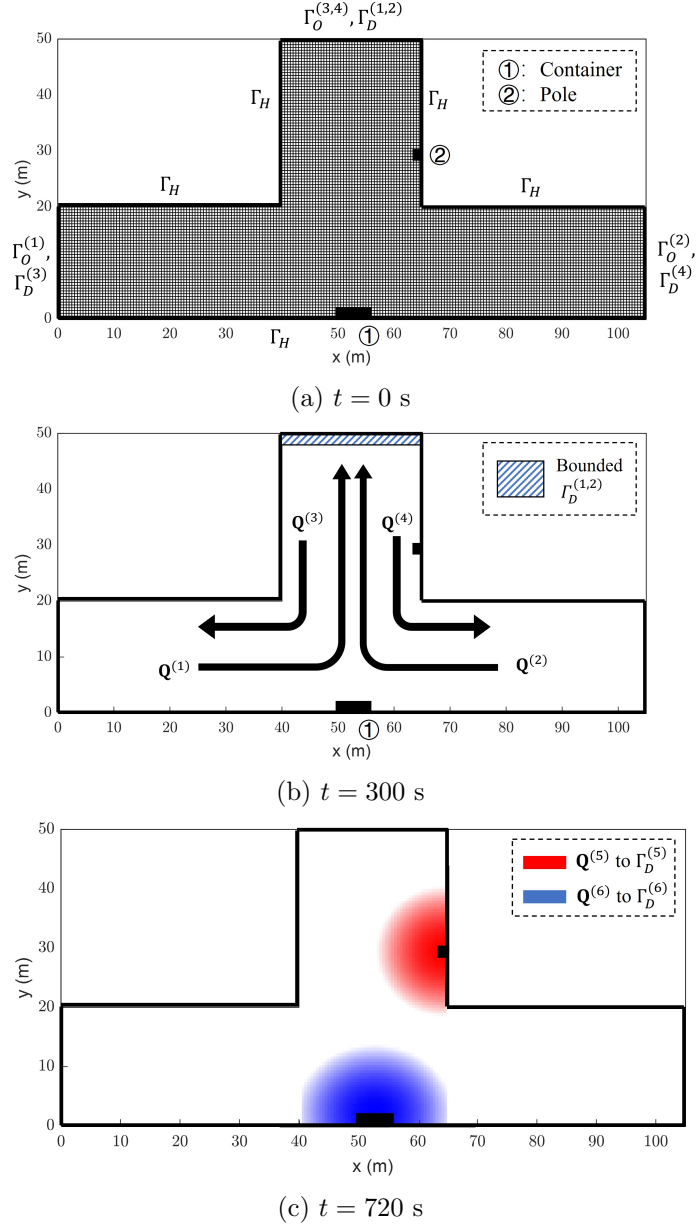 Γ_O^(3,4), Γ_D^(1,2)
50
①: Container
②: Pole
40
Γ_H
Γ_H
30
②
y (m)
Γ_H
Γ_H
20
Γ_O^(1),
Γ_D^(3)
Γ_O^(2),
Γ_D^(4)
10
0
0 10 20 30 40 50 60 70 80 90 100
Γ_H
①
x (m)
(a) t = 0 s
50
Bounded
Γ_D^(1,2)
40
Q^(3)
Q^(4)
30
y (m)
20
10
Q^(1)
Q^(2)
0
0 10 20 30 40 50 60 70 80 90 100
①
x (m)
(b) t = 300 s
50
Q^(5) to Γ_D^(5)
Q^(6) to Γ_D^(6)
40
30
y (m)
20
10
0
0 10 20 30 40 50 60 70 80 90 100
x (m)
(c) t = 720 s